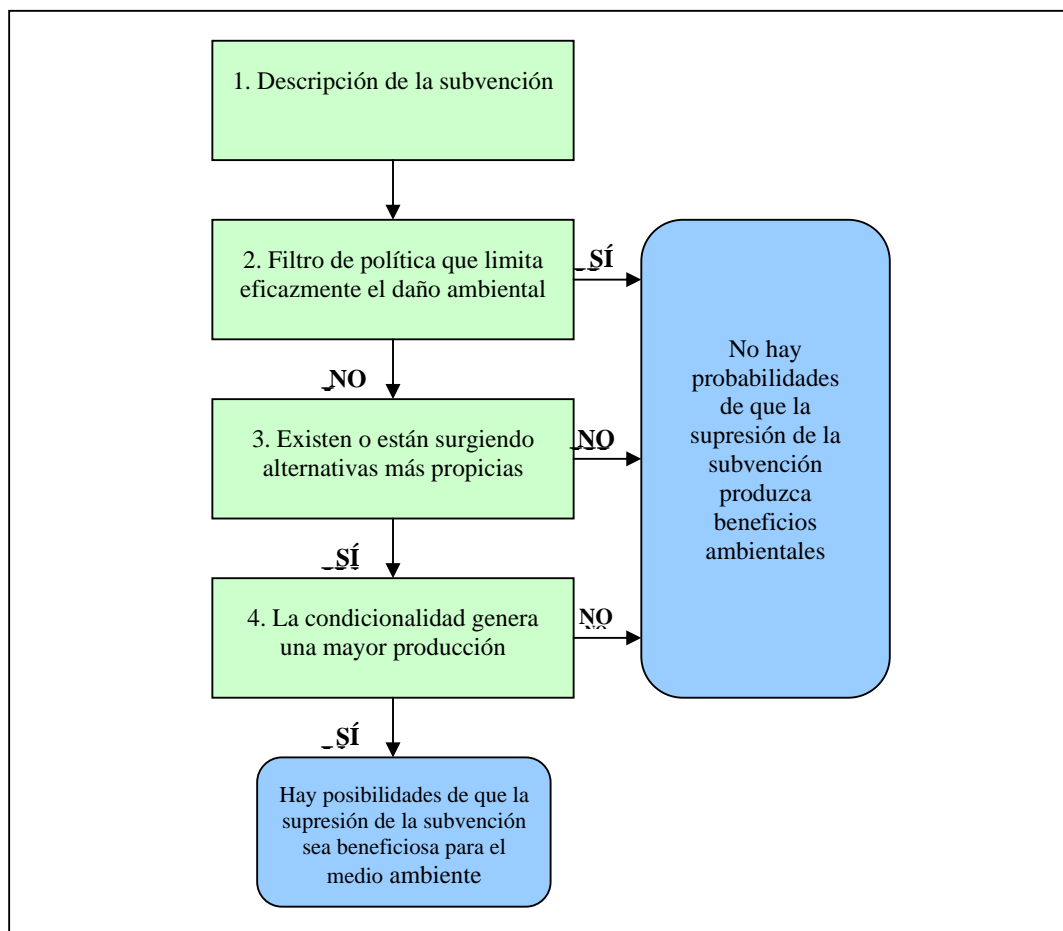 1. Descripción de la subvención
2. Filtro de política que limita
eficazmente el daño ambiental
SÍ
NO
3. Existen o están surgiendo
alternativas más propicias
NO
SÍ
4. La condicionalidad genera
una mayor producción
NO
SÍ
No hay
probabilidades
de que la
supresión de la
subvención
produzca
beneficios
ambientales
Hay posibilidades de que la
supresión de la subvención
sea beneficiosa para el
medio ambiente